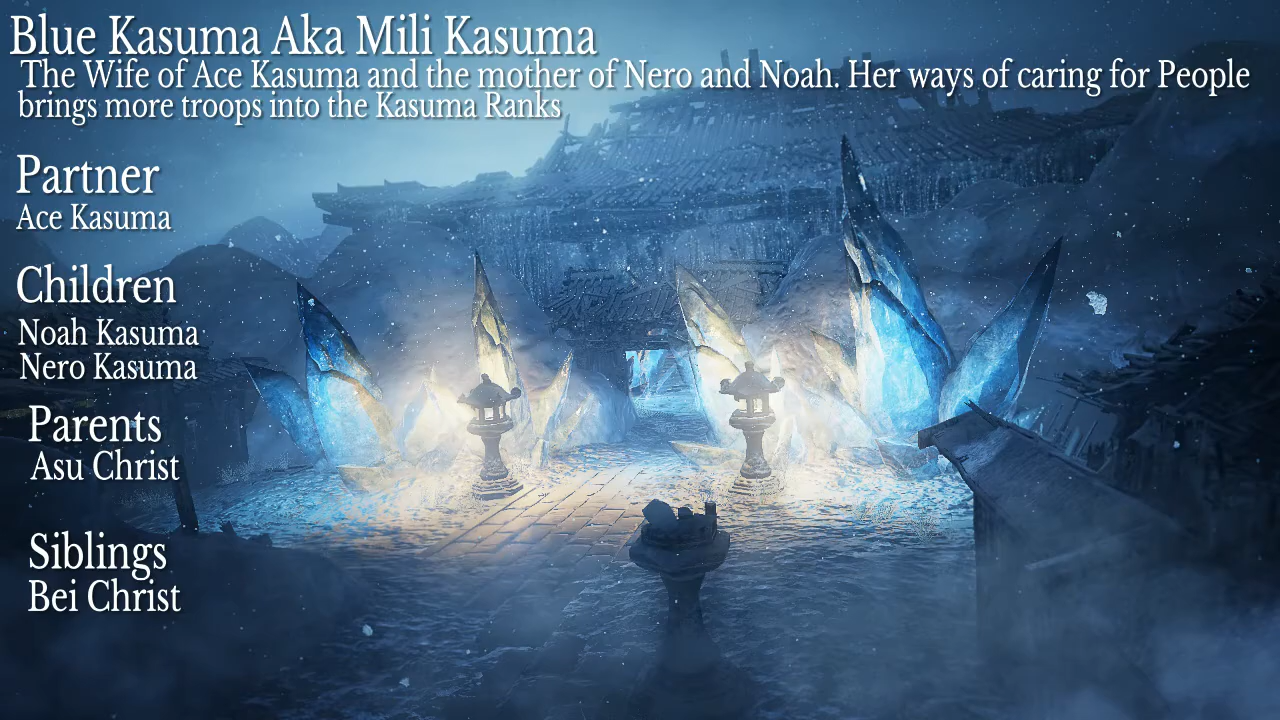 Blue Kasuma Aka Mili Kasuma
The Wife of Ace Kasuma and the mother of Nero and Noah. Her ways of caring for People
brings more troops into the Kasuma Ranks
Partner
Ace Kasuma
Children
Noah Kasuma
Nero Kasuma
Parents
Asu Christ
Siblings
Bei Christ